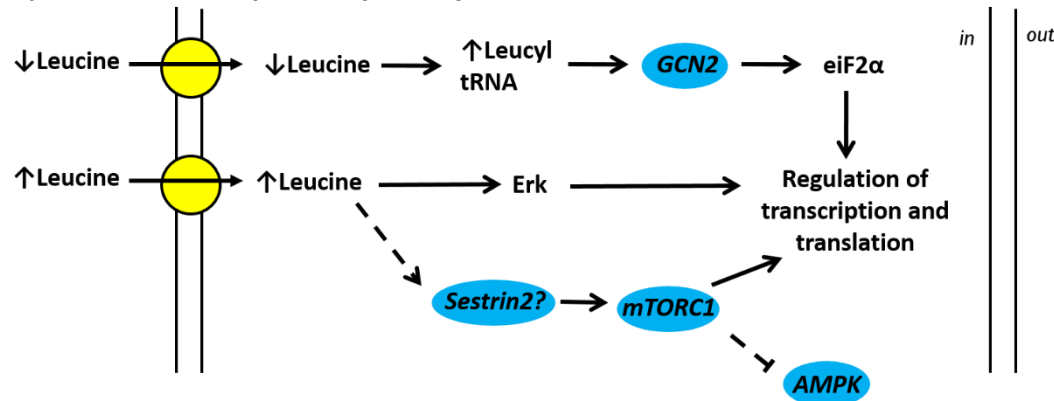 in
out
↓Leucine
↓Leucine
↑Leucyl
tRNA
GCN2
eiF2α
↑Leucine
↑Leucine
Erk
Regulation of
transcription and
translation
Sestrin2?
mTORC1
AMPK